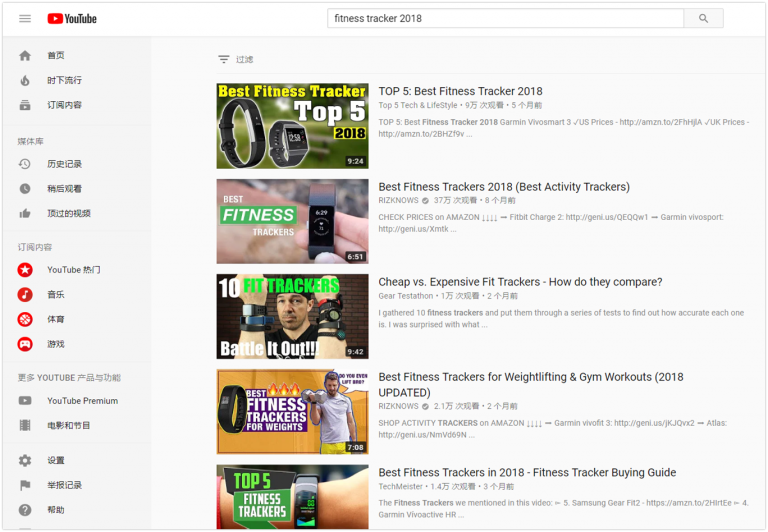 YouTube
fitness tracker 2018
首页
时下流行
订阅内容
媒体库
历史记录
稍后观看
顶过的视频
订阅内容
YouTube 热门
音乐
体育
游戏
更多 YOUTUBE 产品与功能
YouTube Premium
电影和节目
设置
举报记录
帮助
过滤
Best Fitness Tracker
Top 5
2018
9:24
TOP 5: Best Fitness Tracker 2018
Top 5 Tech & LifeStyle • 9万 次观看 • 5 个月前
TOP 5: Best Fitness Tracker 2018 Garmin Vivosmart 3 ✓US Prices - http://amzn.to/2FhHjlA ✓UK Prices -
http://amzn.to/2BHZf9v ...
BEST
FITNESS
TRACKERS
6:29
6:51
Best Fitness Trackers 2018 (Best Activity Trackers)
RIZKNOWS • 37万 次观看 • 8 个月前
CHECK PRICES on AMAZON ↓↓↓↓ ➡ Fitbit Charge 2: http://geni.us/QEQQw1 ➡ Garmin vivosport:
http://geni.us/Xmtk ...
10 FIT TRACKERS
Battle It Out!!!
9:42
Cheap vs. Expensive Fit Trackers - How do they compare?
Gear Testathon • 1万 次观看 • 2 个月前
I gathered 10 fitness trackers and put them through a series of tests to find out how accurate each one
is. I was surprised with what ...
DO YOU EVEN
LIFT BRO?
BEST
FITNESS
TRACKERS
FOR WEIGHTS
7:08
Best Fitness Trackers for Weightlifting & Gym Workouts (2018
UPDATED)
RIZKNOWS • 2.1万 次观看 • 2 个月前
SHOP ACTIVITY TRACKERS on AMAZON ↓↓↓↓ ➡ Garmin vivofit 3: http://geni.us/jKJQvx2 ➡ Atlas:
http://geni.us/NmVd69N ...
TOP 5
FITNESS
TRACKERS
Best Fitness Trackers in 2018 - Fitness Tracker Buying Guide
TechMeister • 1.4万 次观看 • 3 个月前
The Fitness Trackers we mentioned in this video: ➳ 5. Samsung Gear Fit2 - https://amzn.to/2HIrtEe ➳ 4.
Garmin Vivoactive HR ...